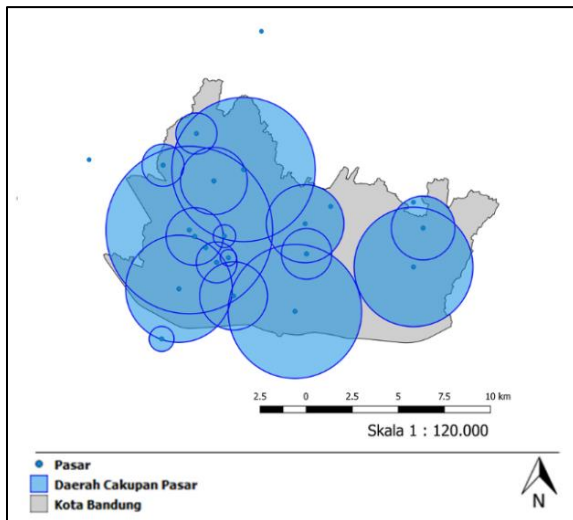 2.5 0 2.5 5 7.5 10 km
Skala 1 : 120.000
Pasar
Daerah Cakupan Pasar
Kota Bandung
N